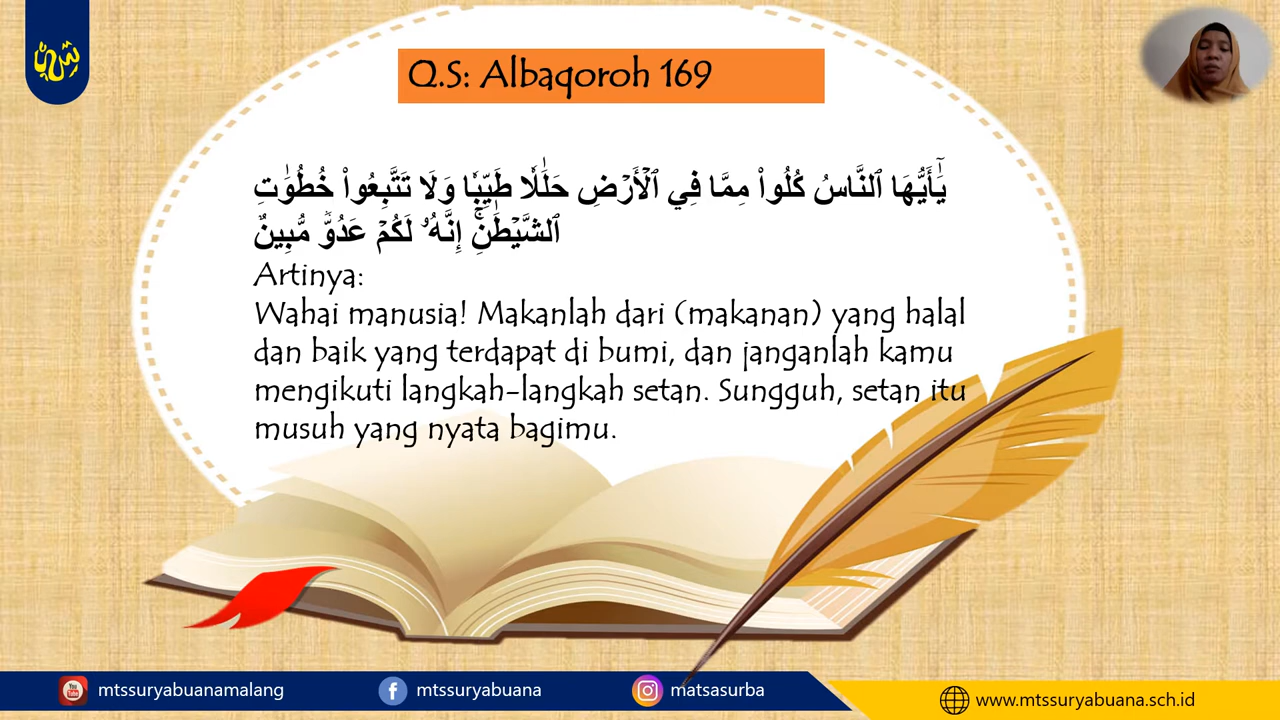 Q.S: Albaqoroh 169
يَٰٓأَيُّهَا ٱلنَّاسُ كُلُواْ مِمَّا فِي ٱلۡأَرۡضِ حَلَٰلٗا طَيِّبٗا وَلَا تَتَّبِعُواْ خُطُوَٰتِ
ٱلشَّيۡطَٰنِۚ إِنَّهُۥ لَكُمۡ عَدُوّٞ مُّبِينٌ
Artinya:
Wahai manusia! Makanlah dari (makanan) yang halal
dan baik yang terdapat di bumi, dan janganlah kamu
mengikuti langkah-langkah setan. Sungguh, setan itu
musuh yang nyata bagimu.
You Tube mtssuryabuanamalang
f mtssuryabuana
matsasurba
www.mtssuryabuana.sch.id